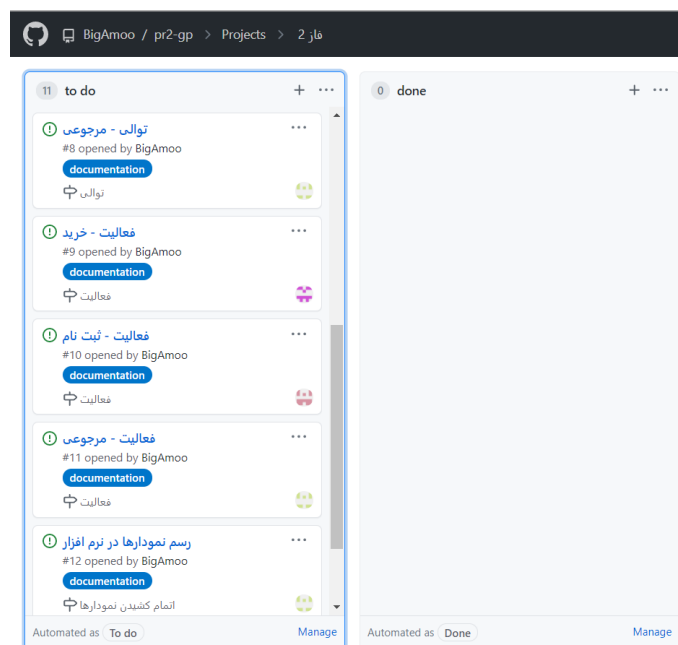 BigAmoo / pr2-gp > Projects > فاز 2
11 to do
توالی - مرجوعی
#8 opened by BigAmoo
documentation
توالی
فعالیت - خرید
#9 opened by BigAmoo
documentation
فعالیت
فعالیت - ثبت نام
#10 opened by BigAmoo
documentation
فعالیت
فعالیت - مرجوعی
#11 opened by BigAmoo
documentation
فعالیت
رسم نمودارها در نرم افزار
#12 opened by BigAmoo
documentation
اتمام کشیدن نمودارها
Automated as To do Manage
0 done
Automated as Done Manage